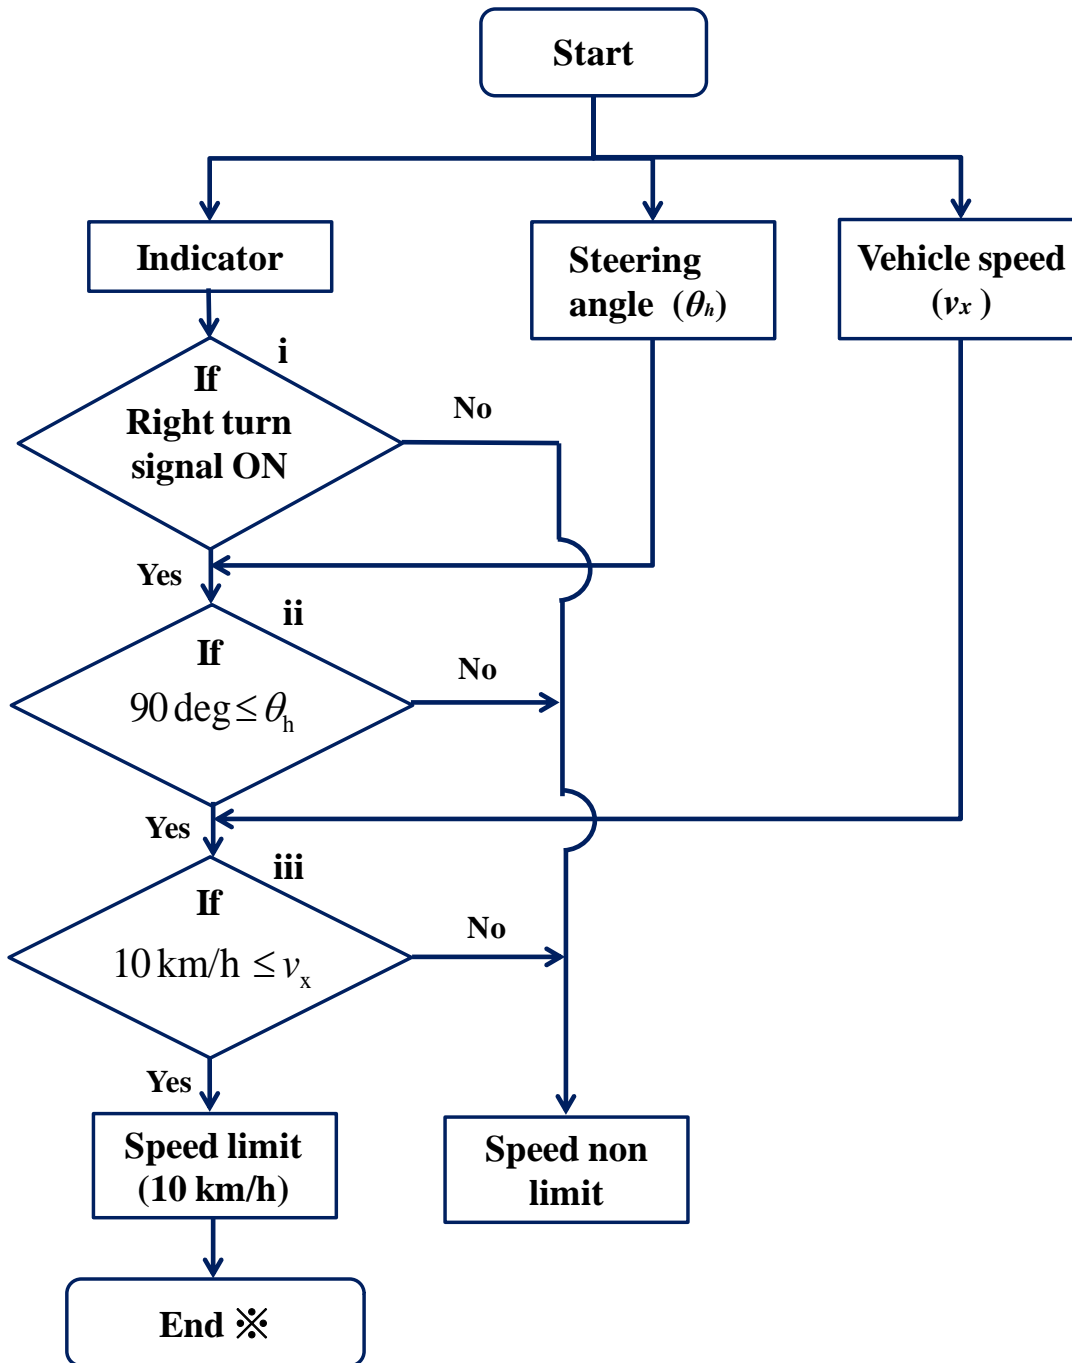 Start
Indicator
Steering
angle (θh)
Vehicle speed
(vx )
i
If
Right turn
signal ON
No
Yes
ii
If
90 deg ≤ θh
No
Yes
iii
If
10 km/h ≤ vx
No
Yes
Speed limit
(10 km/h)
Speed non
limit
End ※